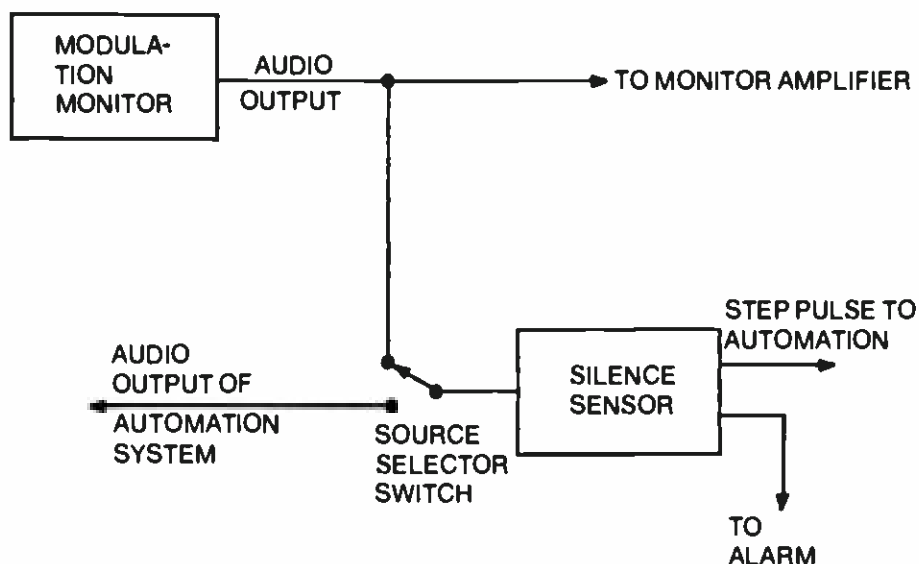 MODULA-
TION
MONITOR
AUDIO
OUTPUT
TO MONITOR AMPLIFIER
STEP PULSE TO
AUTOMATION
AUDIO
OUTPUT OF
AUTOMATION
SYSTEM
SOURCE
SELECTOR
SWITCH
SILENCE
SENSOR
TO
ALARM